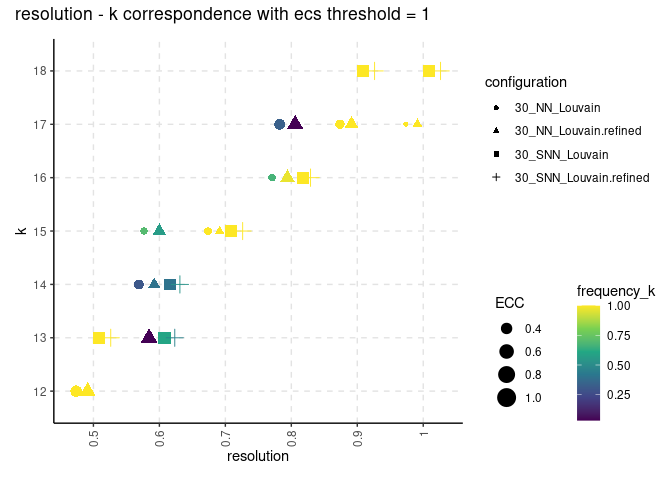 resolution - k correspondence with ecs threshold = 1
k
18
17
16
15
14
13
12
0.5
0.6
0.7
0.8
0.9
1
resolution
configuration
30_NN_Louvain
30_NN_Louvain.refined
30_SNN_Louvain
30_SNN_Louvain.refined
ECC
0.4
0.6
0.8
1.0
frequency_k
1.00
0.75
0.50
0.25